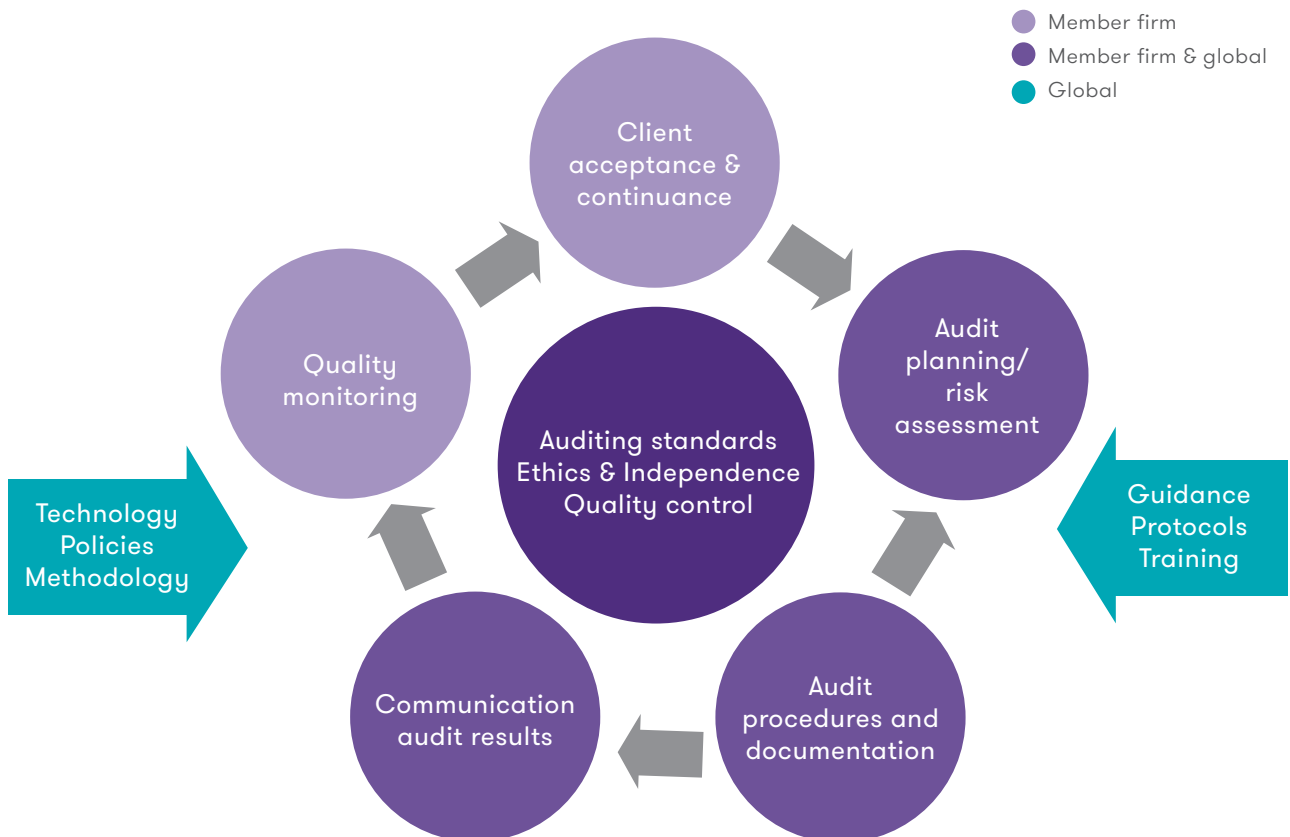 Member firm
Member firm & global
Global
Client
acceptance &
continuance
Audit
planning/
risk
assessment
Quality
monitoring
Auditing standards
Ethics & Independence
Quality control
Technology
Policies
Methodology
Guidance
Protocols
Training
Communication
audit results
Audit
procedures and
documentation